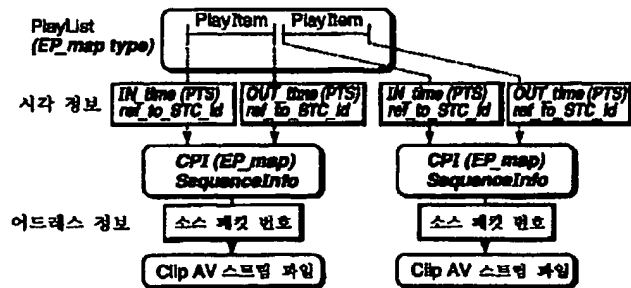 PlayList
(EP_map type)
PlayItem PlayItem
시각 정보
IN_time (PTS)
ref_to_STC_id
OUT_time (PTS)
ref_to_STC_id
IN_time (PTS)
ref_to_STC_id
OUT_time (PTS)
ref_to_STC_id
CPI (EP_map)
SequenceInfo
CPI (EP_map)
SequenceInfo
어드레스 정보
소스 패킷 번호
소스 패킷 번호
Clip AV 스트림 파일
Clip AV 스트림 파일